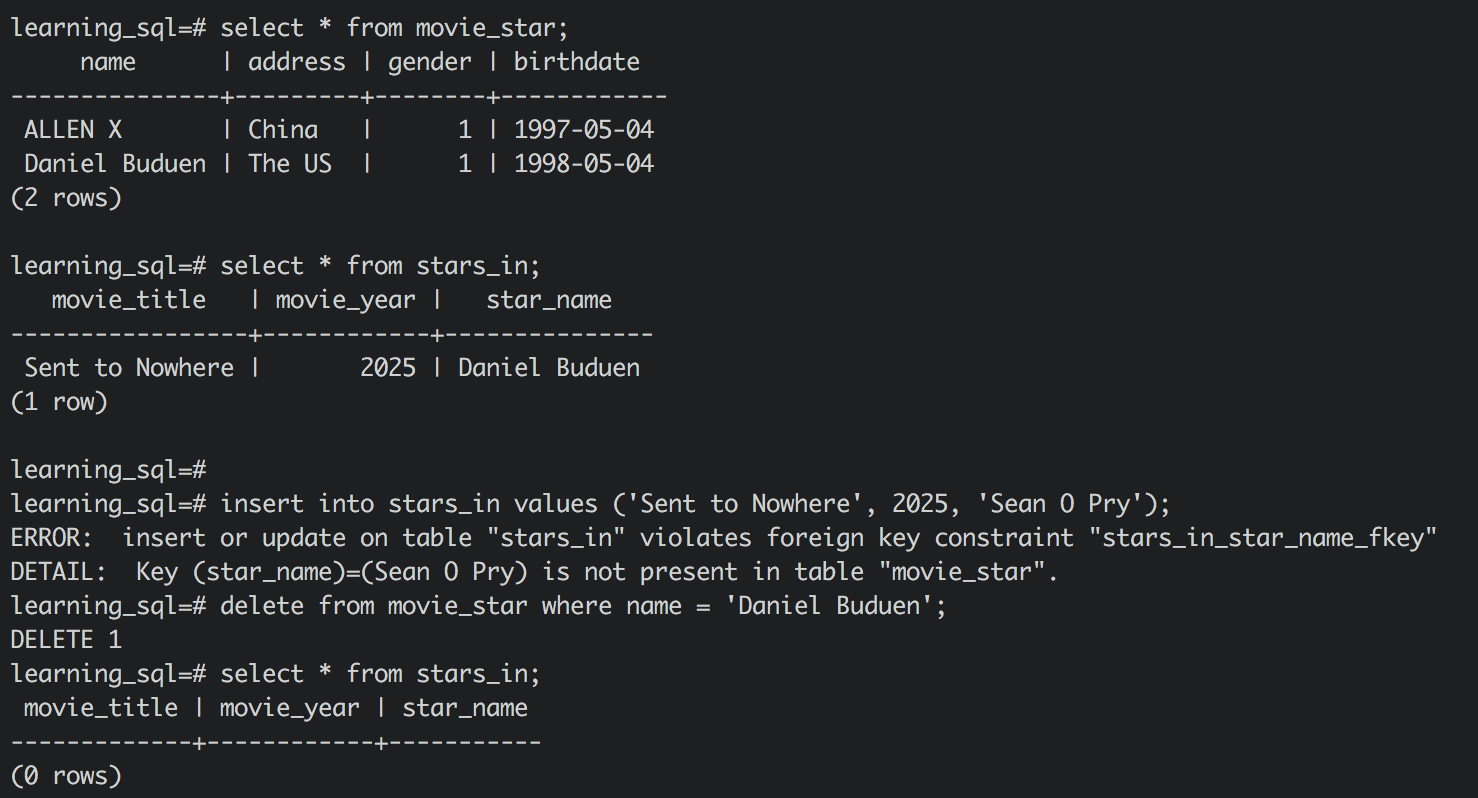 learning_sql=# select * from movie_star;
     name      | address | gender | birthdate
---------------+---------+--------+------------
 ALLEN X       | China   |      1 | 1997-05-04
 Daniel Buduen | The US  |      1 | 1998-05-04
(2 rows)

learning_sql=# select * from stars_in;
   movie_title   | movie_year |   star_name
-----------------+------------+---------------
 Sent to Nowhere |       2025 | Daniel Buduen
(1 row)

learning_sql=#
learning_sql=# insert into stars_in values ('Sent to Nowhere', 2025, 'Sean O Pry');
ERROR:  insert or update on table "stars_in" violates foreign key constraint "stars_in_star_name_fkey"
DETAIL:  Key (star_name)=(Sean O Pry) is not present in table "movie_star".
learning_sql=# delete from movie_star where name = 'Daniel Buduen';
DELETE 1
learning_sql=# select * from stars_in;
 movie_title | movie_year | star_name
-------------+------------+-----------
(0 rows)